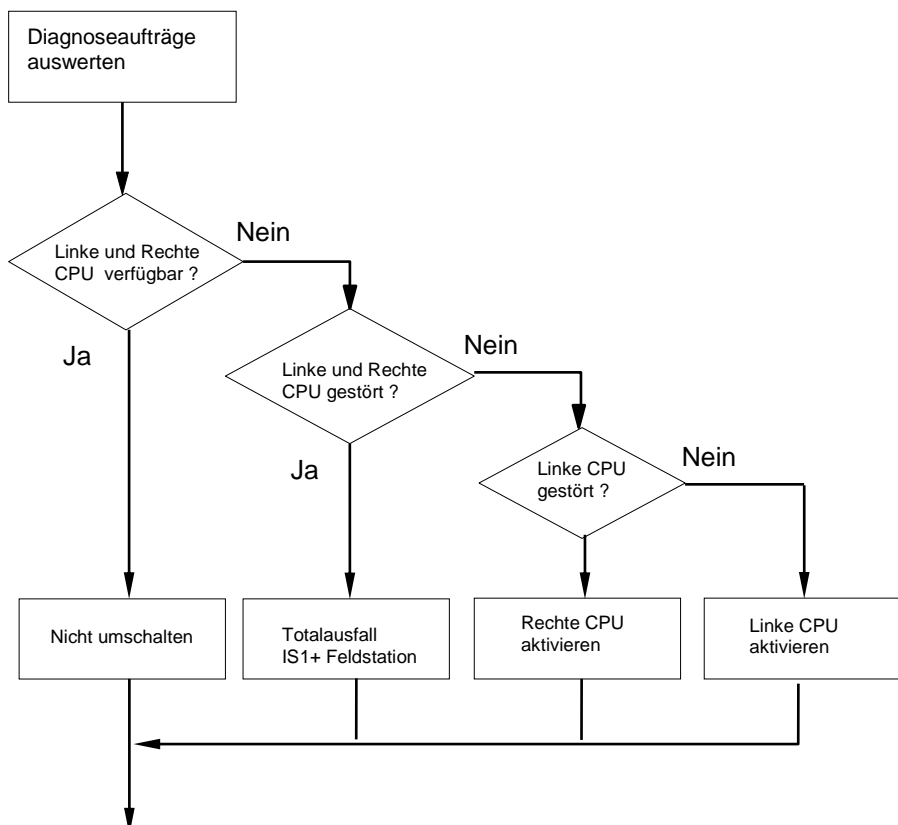 Diagnoseaufträge
auswerten
Nein
Linke und Rechte
CPU verfügbar ?
Ja
Nein
Linke und Rechte
CPU gestört ?
Ja
Nein
Linke CPU
gestört ?
Nicht umschalten
Totalausfall
IS1+ Feldstation
Rechte CPU
aktivieren
Linke CPU
aktivieren